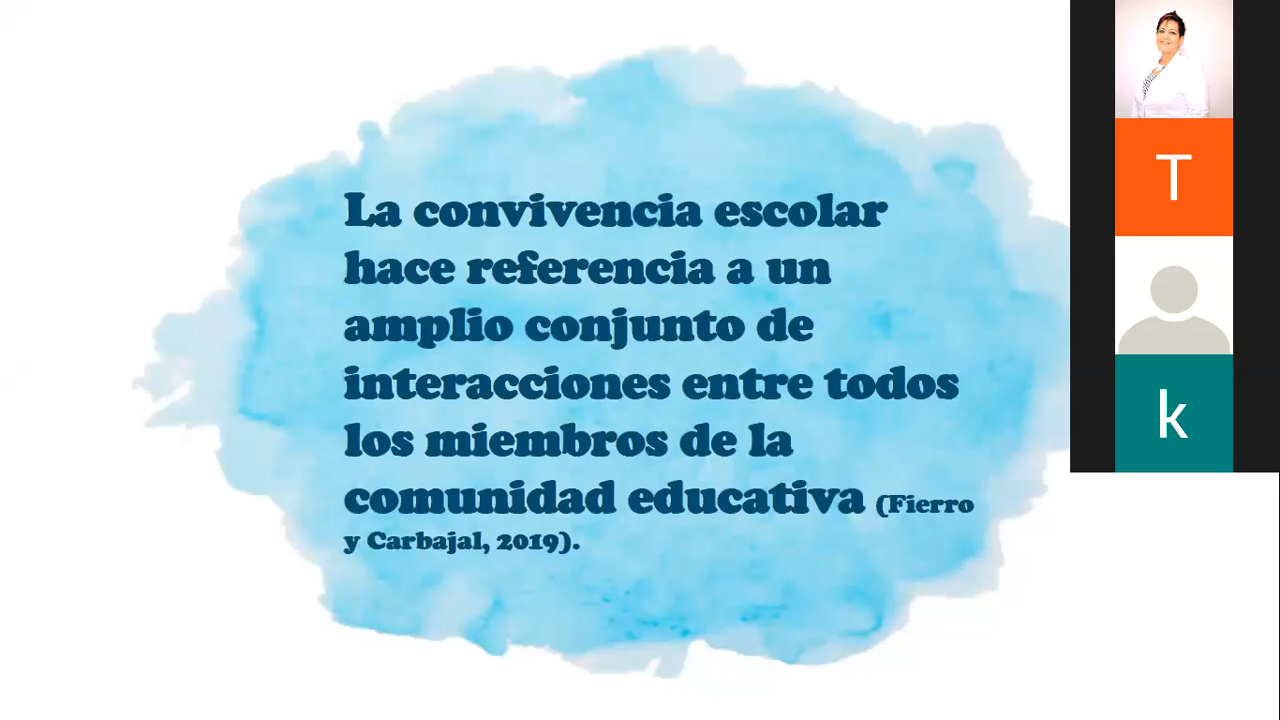 La convivencia escolar
hace referencia a un
amplio conjunto de
interacciones entre todos
los miembros de la
comunidad educativa (Fierro
y Carbajal, 2019).
T
k